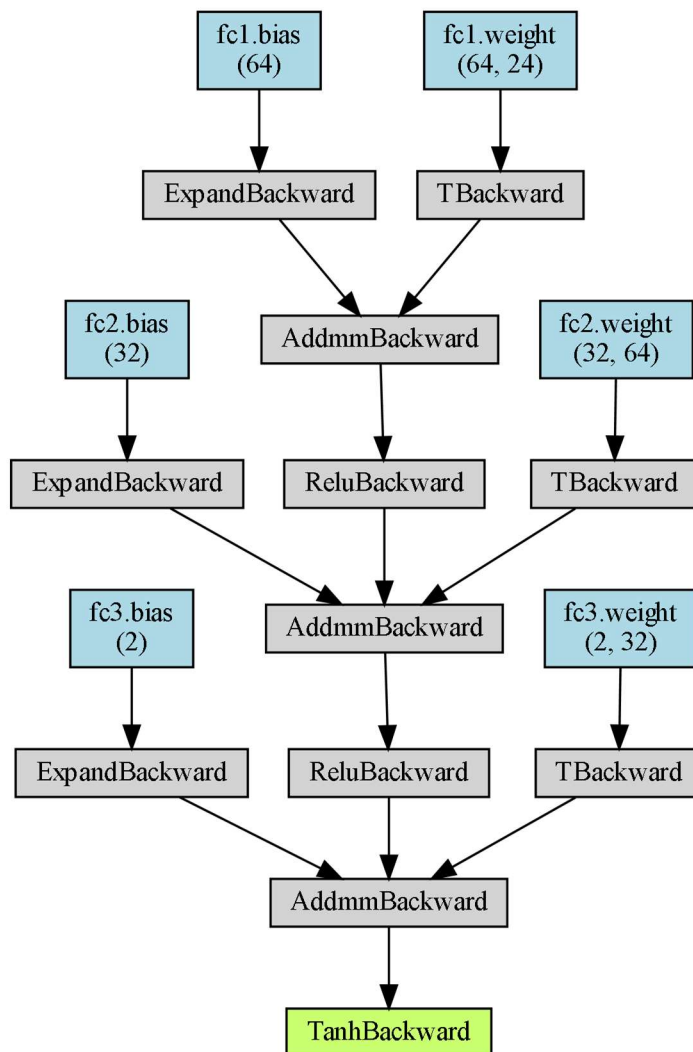 fc1.bias
(64)
fc1.weight
(64, 24)
ExpandBackward
TBackward
fc2.bias
(32)
AddmmBackward
fc2.weight
(32, 64)
ExpandBackward
ReluBackward
TBackward
fc3.bias
(2)
AddmmBackward
fc3.weight
(2, 32)
ExpandBackward
ReluBackward
TBackward
AddmmBackward
TanhBackward